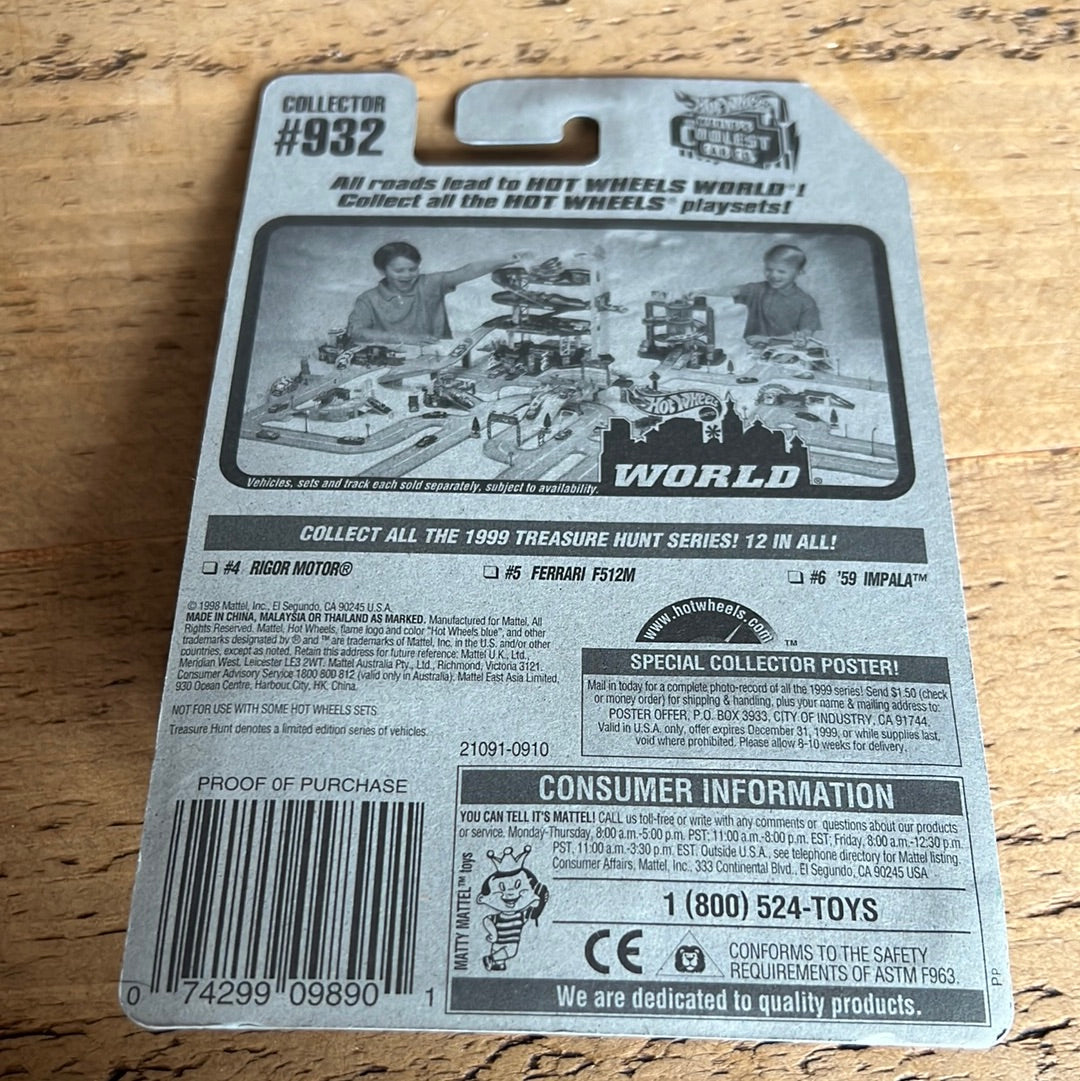 COLLECTOR
#932
HOT WHEELS
WORLD'S
COOLEST
CAR CO.
All roads lead to HOT WHEELS WORLD®!
Collect all the HOT WHEELS® playsets!
HOT WHEELS
WORLD®
Vehicles, sets and track each sold separately, subject to availability.
COLLECT ALL THE 1999 TREASURE HUNT SERIES! 12 IN ALL!
#4 RIGOR MOTOR® #5 FERRARI F512M #6 '59 IMPALA™
© 1998 Mattel, Inc., El Segundo, CA 90245 U.S.A.
MADE IN CHINA, MALAYSIA OR THAILAND AS MARKED. Manufactured for Mattel, All
Rights Reserved. Mattel, Hot Wheels, flame logo and color "Hot Wheels blue", and other
trademarks designated by ® and ™ are trademarks of Mattel, Inc. in the U.S. and/or other
countries, except as noted. Retain this address for future reference: Mattel U.K., Ltd.,
Meridian West, Leicester LE3 2WT. Mattel Australia Pty., Ltd., Richmond, Victoria 3121.
Consumer Advisory Service 1800 800 812 (valid only in Australia). Mattel East Asia Limited,
930 Ocean Centre, Harbour City, HK, China.
NOT FOR USE WITH SOME HOT WHEELS SETS.
Treasure Hunt denotes a limited edition series of vehicles.
21091-0910
www.hotwheels.com™
SPECIAL COLLECTOR POSTER!
Mail in today for a complete photo-record of all the 1999 series! Send $1.50 (check
or money order) for shipping & handling, plus your name & mailing address to:
POSTER OFFER, P.O. BOX 3933, CITY OF INDUSTRY, CA 91744.
Valid in U.S.A. only, offer expires December 31, 1999, or while supplies last,
void where prohibited. Please allow 8-10 weeks for delivery.
PROOF OF PURCHASE
0 74299 09890 1
CONSUMER INFORMATION
YOU CAN TELL IT'S MATTEL! CALL us toll-free or write with any comments or questions about our products
or service. Monday-Thursday, 8:00 a.m.-5:00 p.m. PST; 11:00 a.m.-8:00 p.m. EST; Friday, 8:00 a.m.-12:30 p.m.
PST, 11:00 a.m.-3:30 p.m. EST. Outside U.S.A., see telephone directory for Mattel listing.
Consumer Affairs, Mattel, Inc., 333 Continental Blvd., El Segundo, CA 90245 USA
MATTY MATTEL™ toys
1 (800) 524-TOYS
CE
CONFORMS TO THE SAFETY
REQUIREMENTS OF ASTM F963.
We are dedicated to quality products.
PP